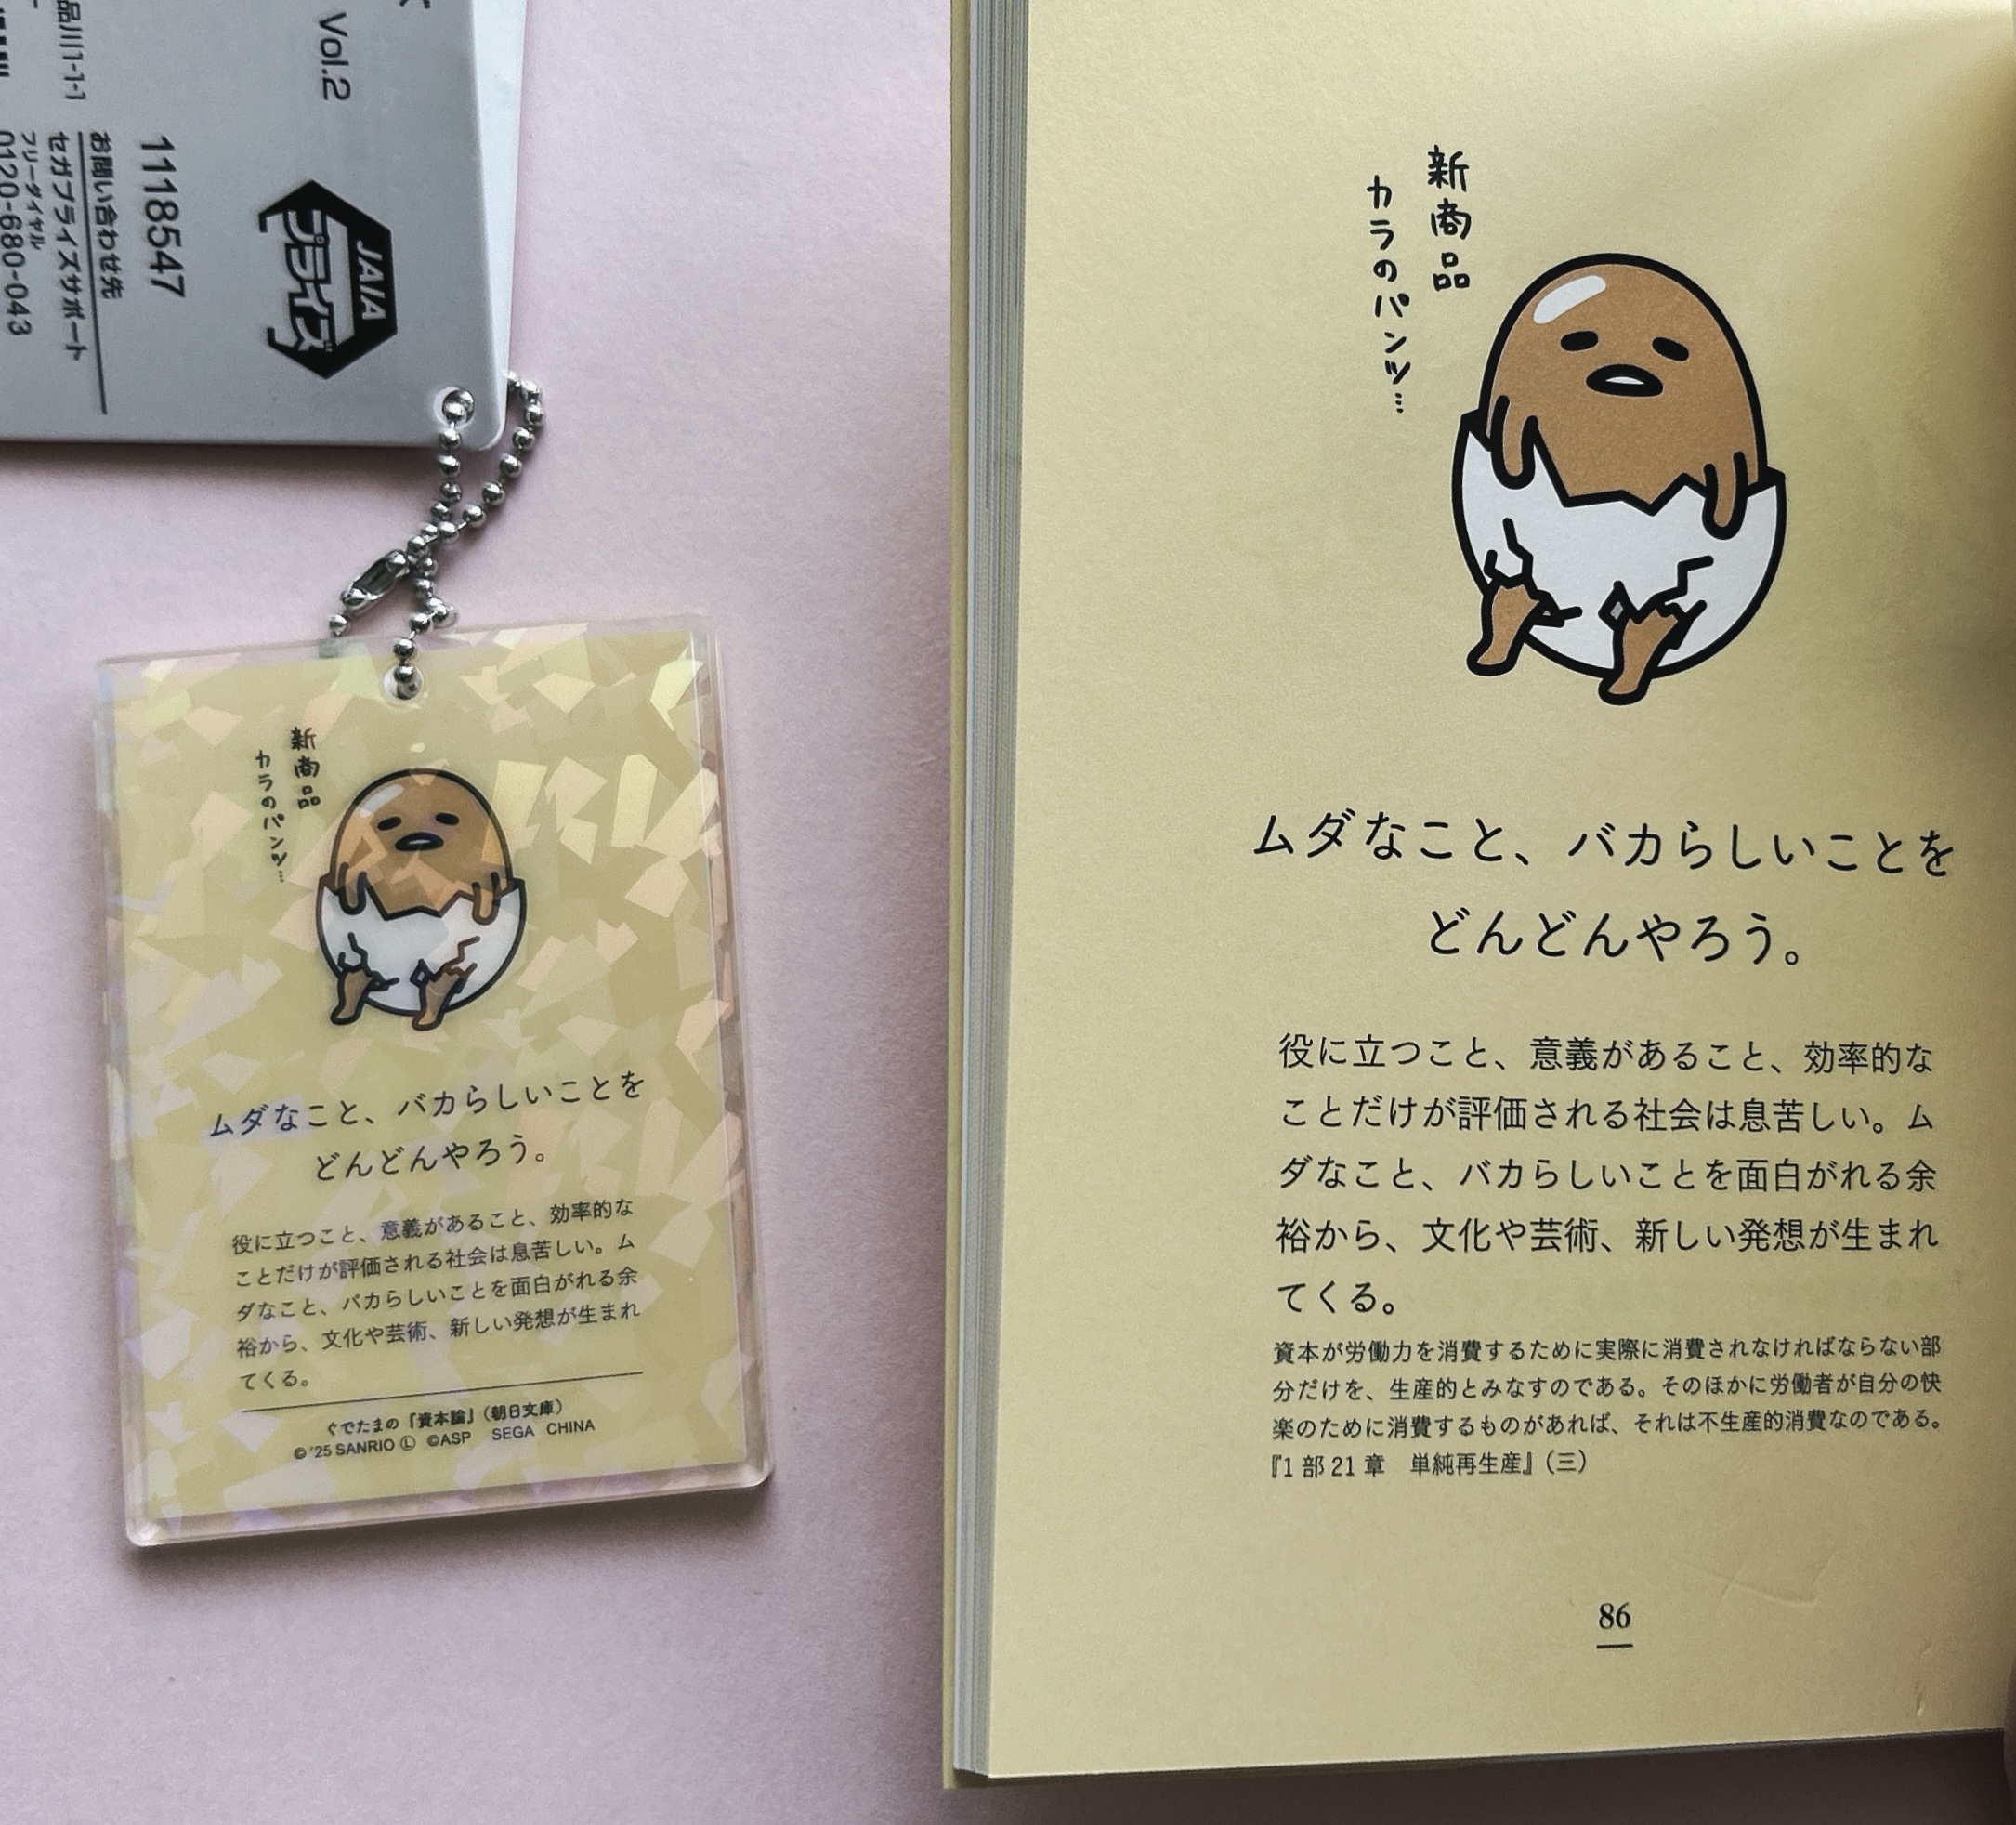 Vol.2
品川1-1-1
1118547
お問い合わせ先
セガプライズサポート
フリーダイヤル
0120-680-043
JAIA
プライズ
新商品
カラのパンツ…
ムダなこと、バカらしいことを
どんどんやろう。
役に立つこと、意義があること、効率的な
ことだけが評価される社会は息苦しい。ム
ダなこと、バカらしいことを面白がれる余
裕から、文化や芸術、新しい発想が生まれ
てくる。
ぐでたまの『資本論』（朝日文庫）
© '25 SANRIO Ⓛ ©ASP SEGA CHINA
新商品
カラのパンツ…
ムダなこと、バカらしいことを
どんどんやろう。
役に立つこと、意義があること、効率的な
ことだけが評価される社会は息苦しい。ム
ダなこと、バカらしいことを面白がれる余
裕から、文化や芸術、新しい発想が生まれ
てくる。
資本が労働力を消費するために実際に消費されなければならない部
分だけを、生産的とみなすのである。そのほかに労働者が自分の快
楽のために消費するものがあれば、それは不生産的消費なのである。
『1 部 21 章　単純再生産』（三）
86